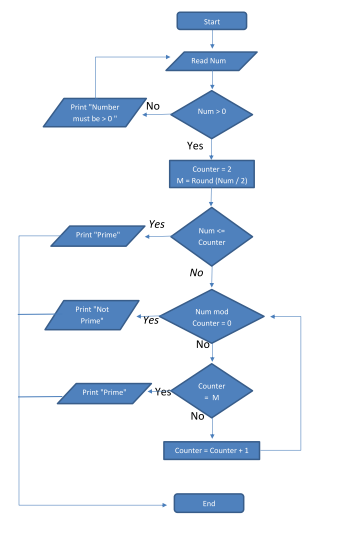 Start
Read Num
Print "Number
must be > 0 "
No
Num > 0
Yes
Counter = 2
M = Round (Num / 2)
Yes
Print "Prime"
Num <=
Counter
No
Print "Not
Prime"
Yes
Num mod
Counter = 0
No
Print "Prime"
Yes
Counter
= M
No
Counter = Counter + 1
End